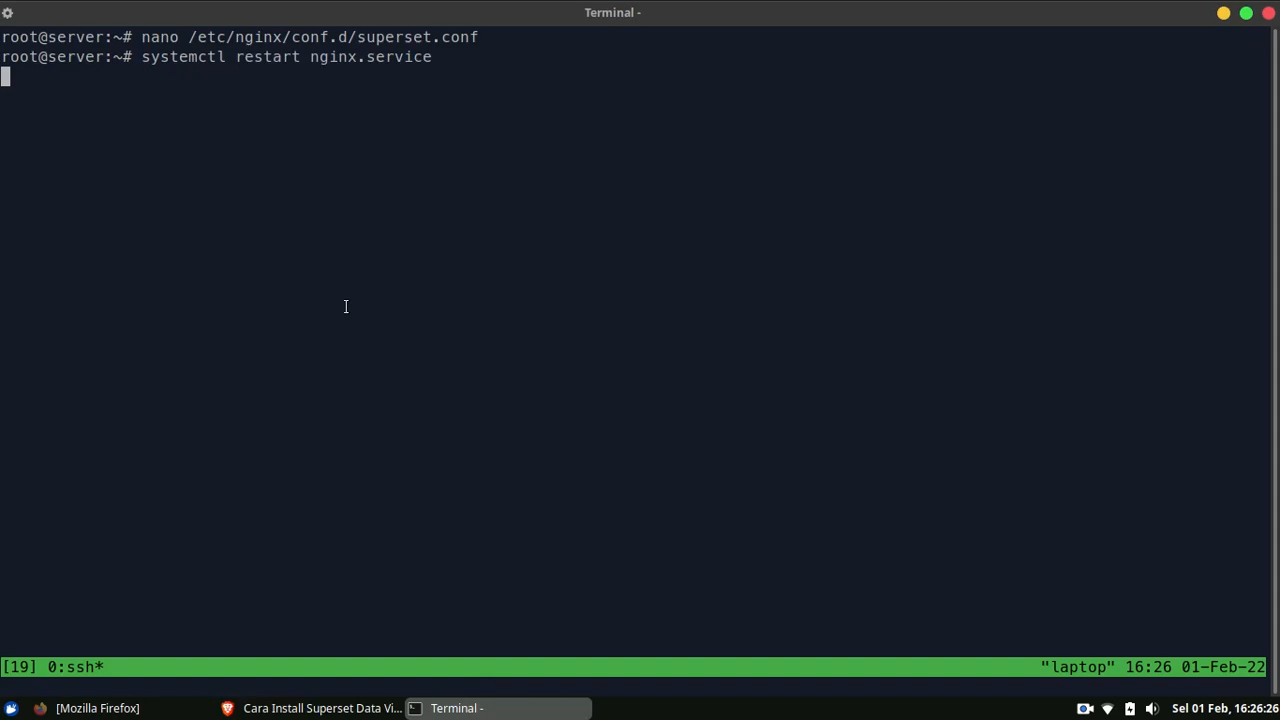 Terminal -
root@server:~# nano /etc/nginx/conf.d/superset.conf
root@server:~# systemctl restart nginx.service
[19] 0:ssh* "laptop" 16:26 01-Feb-22
[Mozilla Firefox] Cara Install Superset Data Vi... Terminal - Sel 01 Feb, 16:26:26